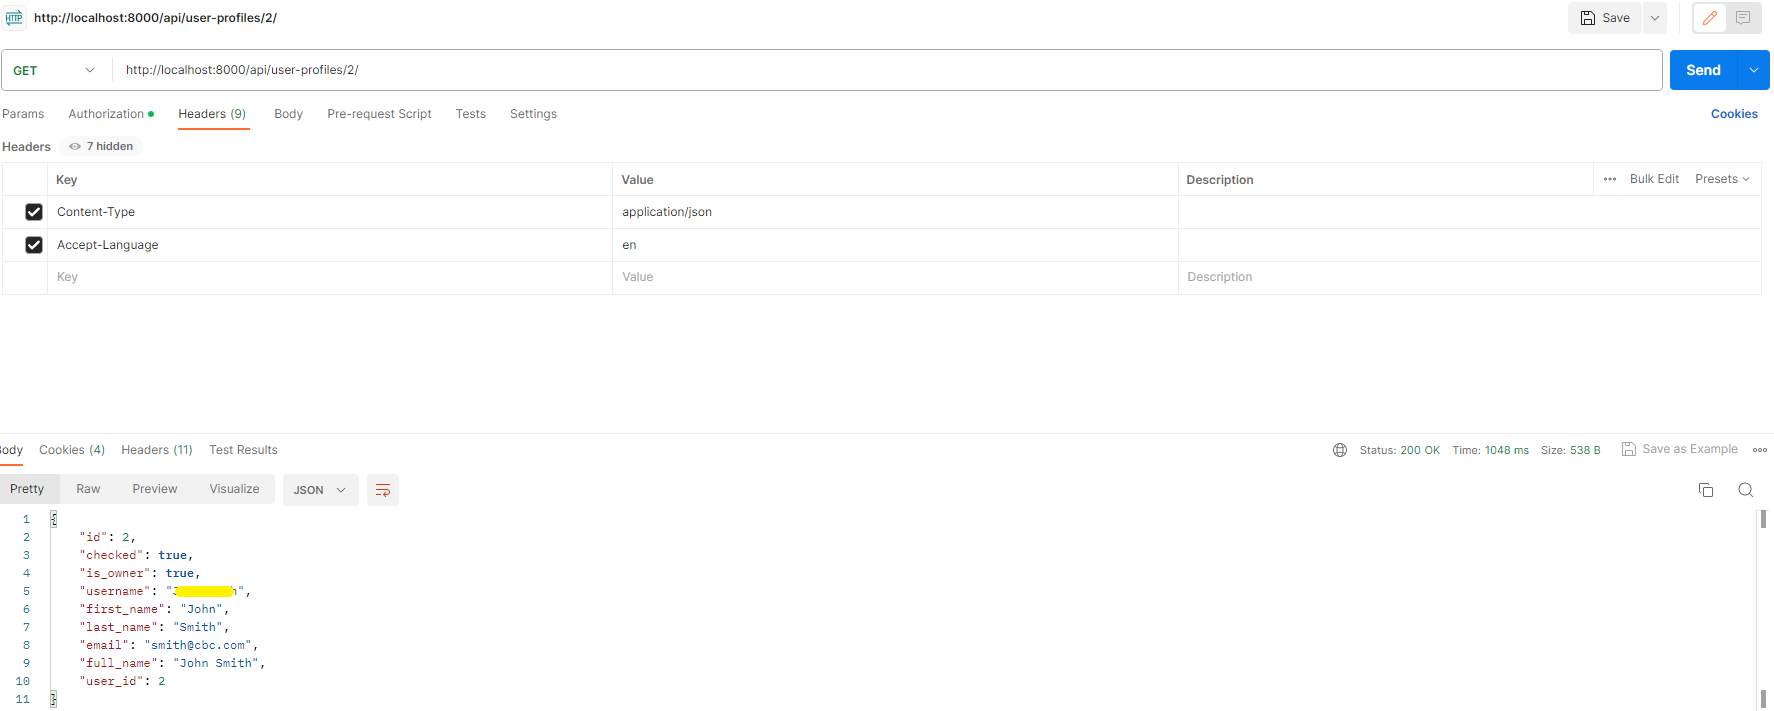 HTTP http://localhost:8000/api/user-profiles/2/ Save
GET http://localhost:8000/api/user-profiles/2/ Send
Params Authorization Headers (9) Body Pre-request Script Tests Settings Cookies
Headers 7 hidden
Key Value Description Bulk Edit Presets
Content-Type application/json
Accept-Language en
Key Value Description
Body Cookies (4) Headers (11) Test Results Status: 200 OK Time: 1048 ms Size: 538 B Save as Example
Pretty Raw Preview Visualize JSON
1 {
2 "id": 2,
3 "checked": true,
4 "is_owner": true,
5 "username": "
6 "first_name": "John",
7 "last_name": "Smith",
8 "email": "smith@cbc.com",
9 "full_name": "John Smith",
10 "user_id": 2
11 }